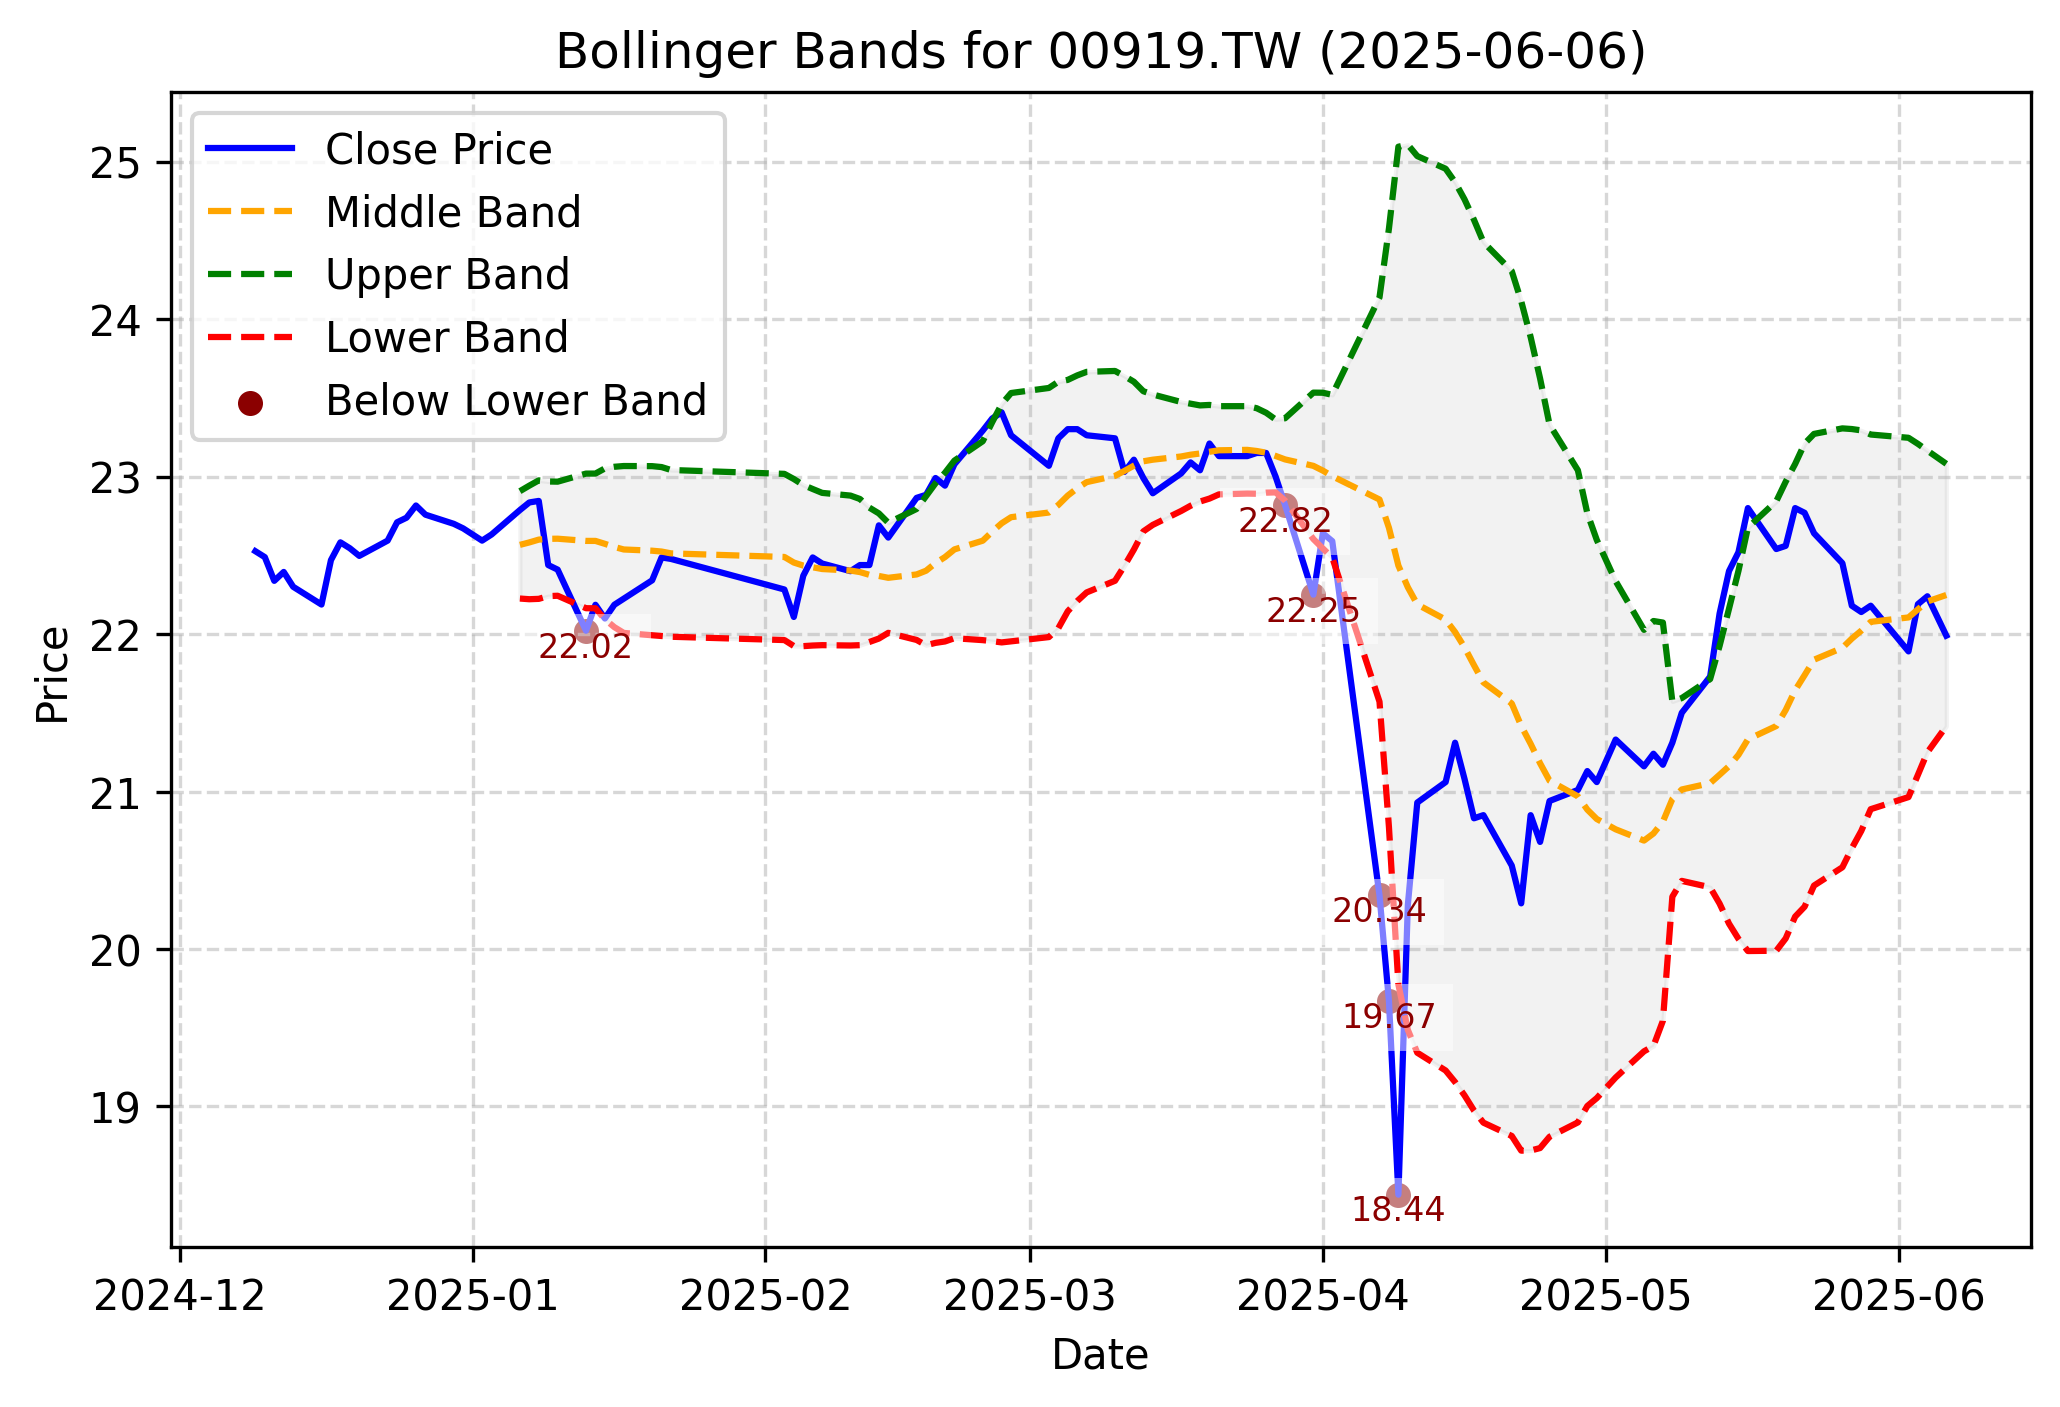 Bollinger Bands for 00919.TW (2025-06-06)
Close Price
Middle Band
Upper Band
Lower Band
Below Lower Band
25
24
23
22
21
20
19
Price
22.02
22.82
22.25
20.34
19.67
18.44
2024-12
2025-01
2025-02
2025-03
2025-04
2025-05
2025-06
Date